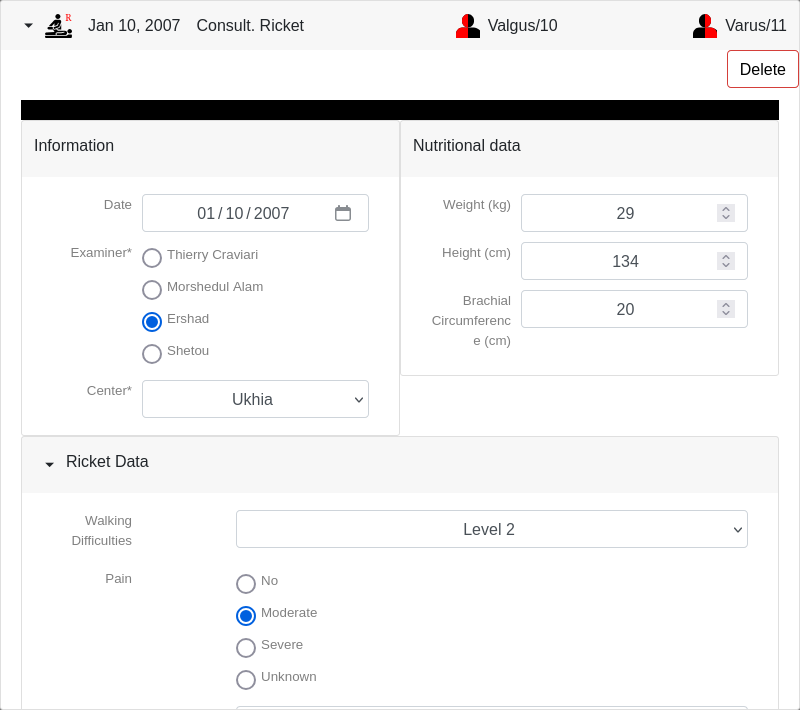 R
Jan 10, 2007 Consult. Ricket Valgus/10 Varus/11
Delete
Information
Nutritional data
Date 01/10/2007
Weight (kg) 29
Examiner* Thierry Craviari
Height (cm) 134
Morshedul Alam
Brachial
Circumferenc
e (cm)
20
Ershad
Shetou
Center* Ukhia
Ricket Data
Walking
Difficulties
Level 2
Pain No
Moderate
Severe
Unknown